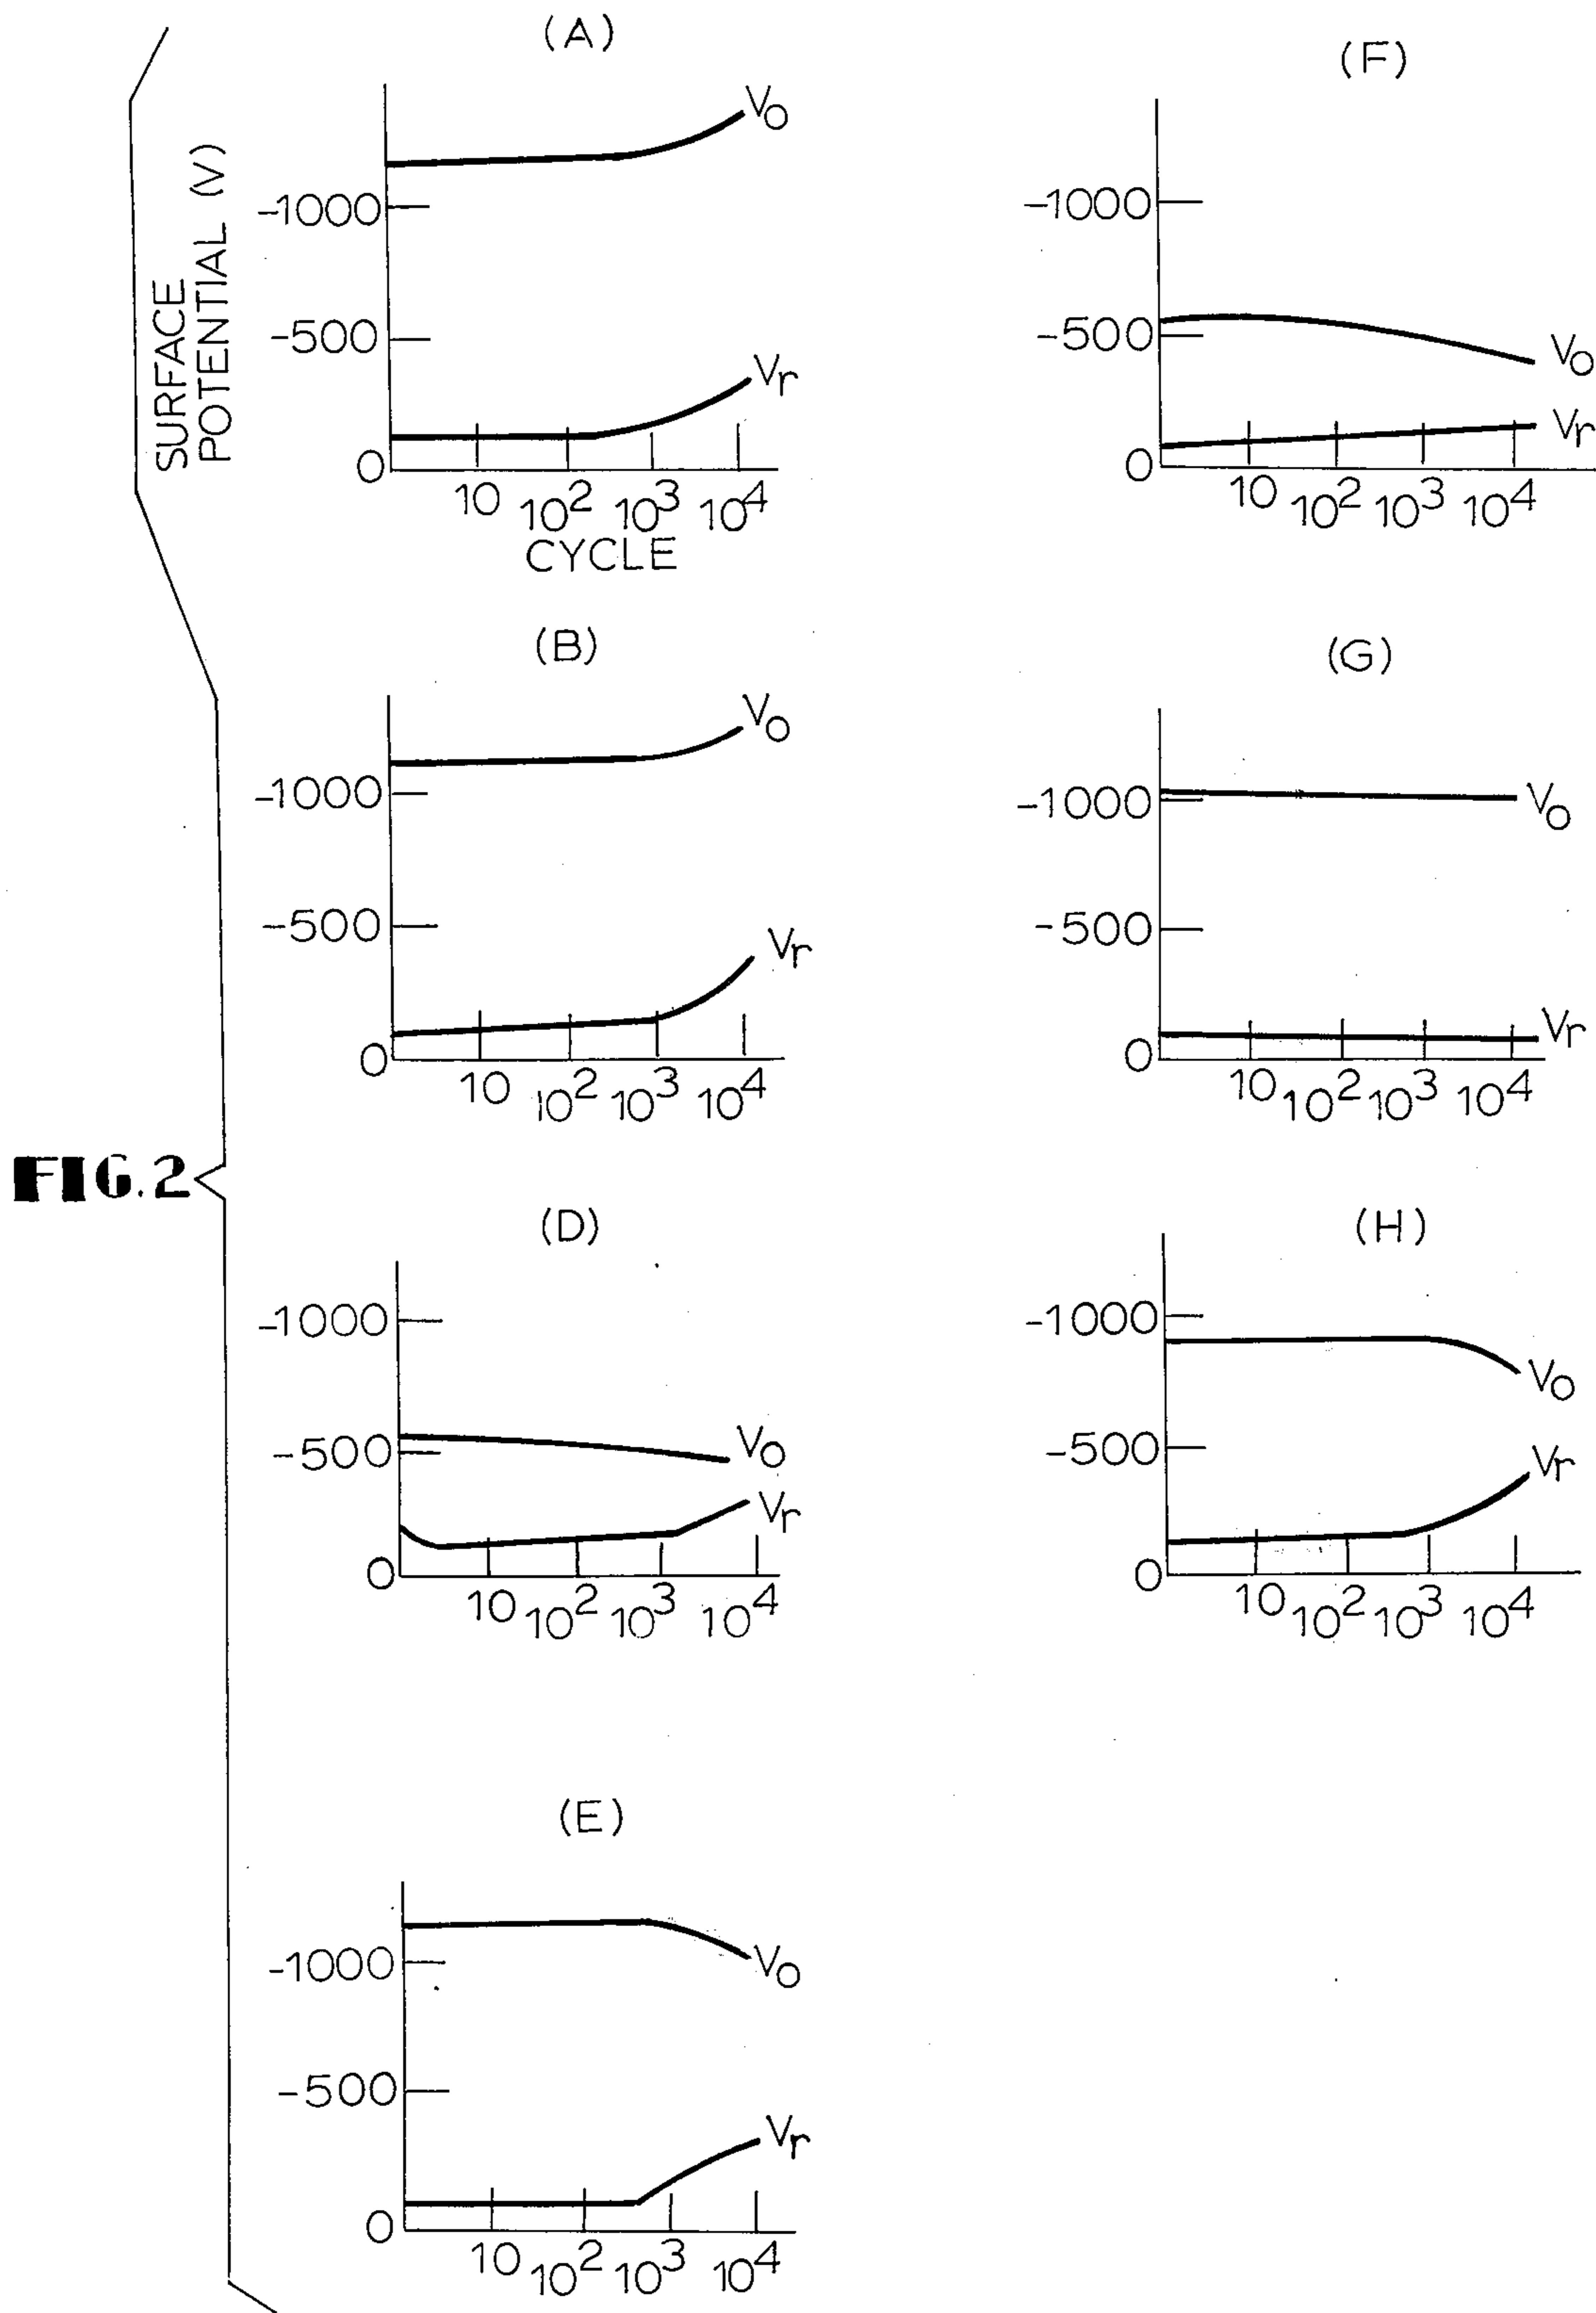 FIG.2
SURFACE
POTENTIAL (V)
(A)
Vo
-1000
-500
Vr
0
10 10² 10³ 10⁴
CYCLE
(B)
Vo
-1000
-500
Vr
0
10 10² 10³ 10⁴
(D)
-1000
-500
Vo
Vr
0
10 10² 10³ 10⁴
(E)
-1000
Vo
-500
Vr
0
10 10² 10³ 10⁴
(F)
-1000
-500
Vo
Vr
0
10 10² 10³ 10⁴
(G)
-1000
Vo
-500
Vr
0
10 10² 10³ 10⁴
(H)
-1000
Vo
-500
Vr
0
10 10² 10³ 10⁴